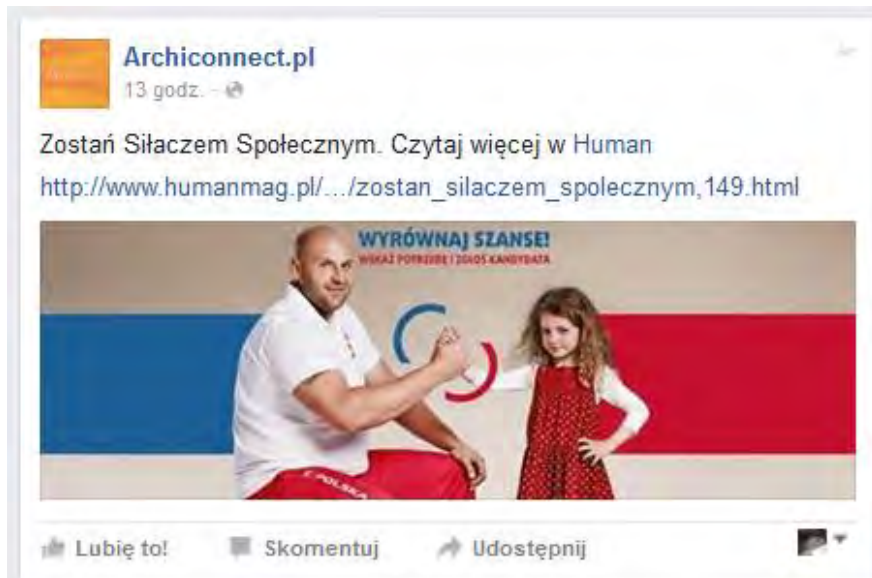 Archiconnect.pl
13 godz.
Zostań Siłaczem Społecznym. Czytaj więcej w Human
http://www.humanmag.pl/.../zostan_silaczem_spolecznym,149.html
WYRÓWNAJ SZANSE!
WSKAŻ POTRZEBĘ I ZGŁOŚ KANDYDATA
POLSKA
Lubię to! Skomentuj Udostępnij